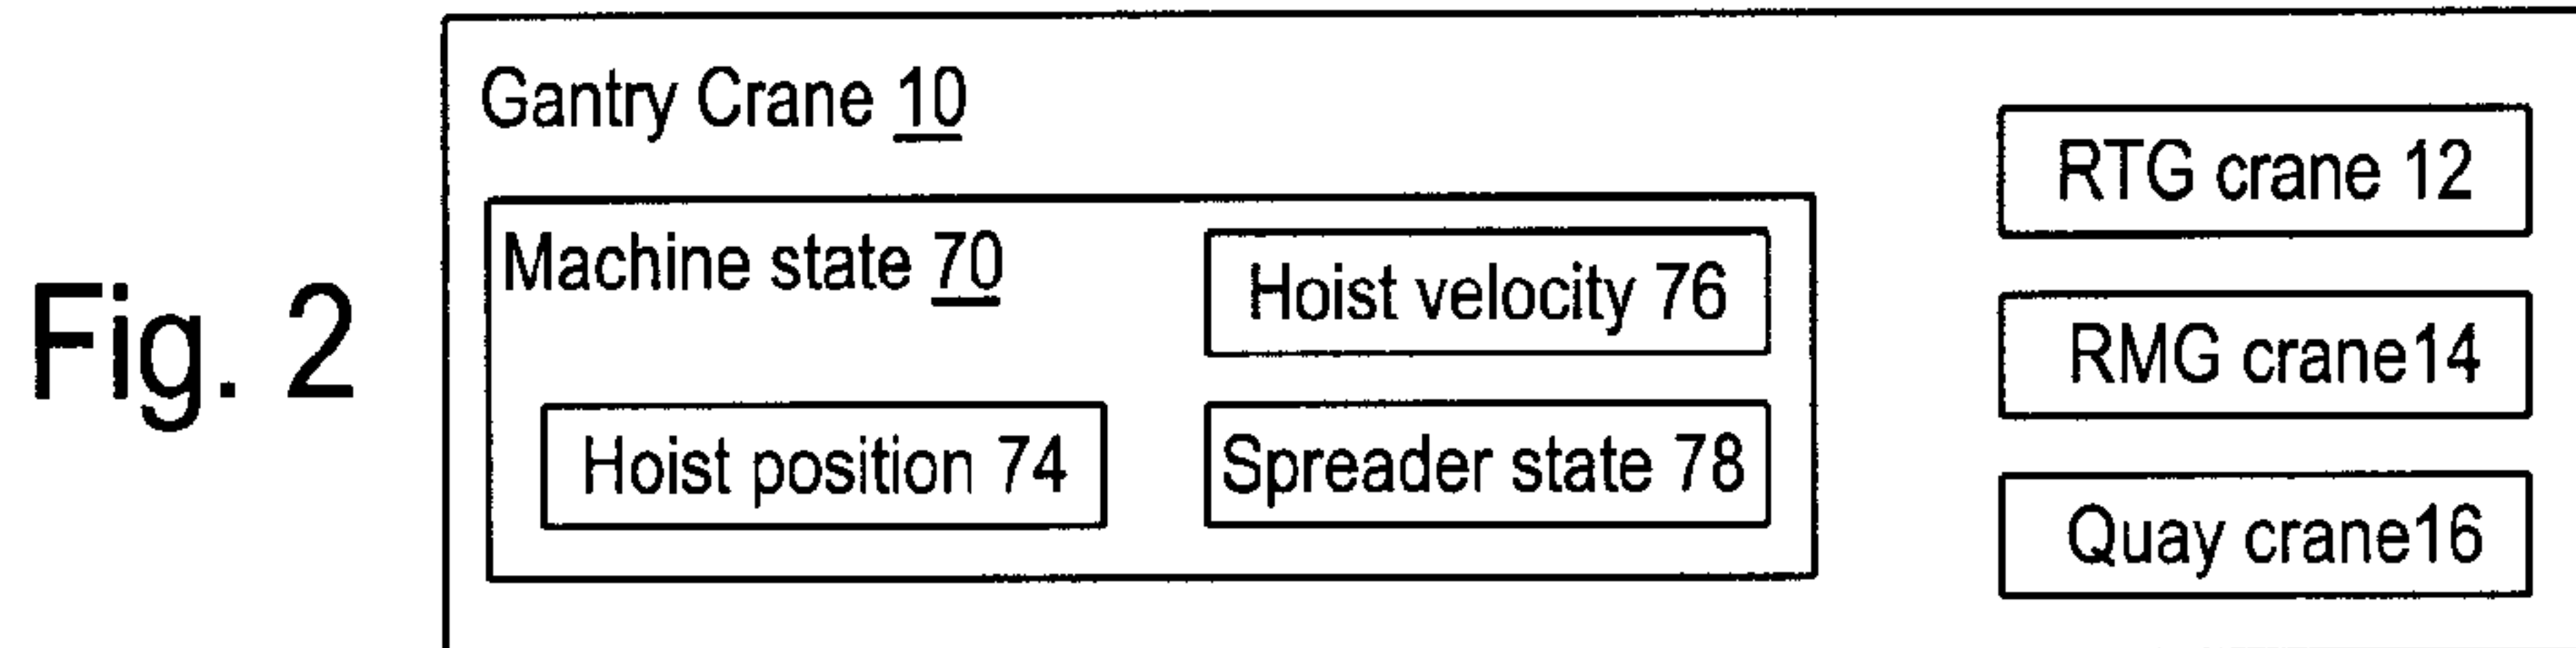 Fig. 2
Gantry Crane 10
Machine state 70
Hoist velocity 76
Hoist position 74
Spreader state 78
RTG crane 12
RMG crane14
Quay crane16